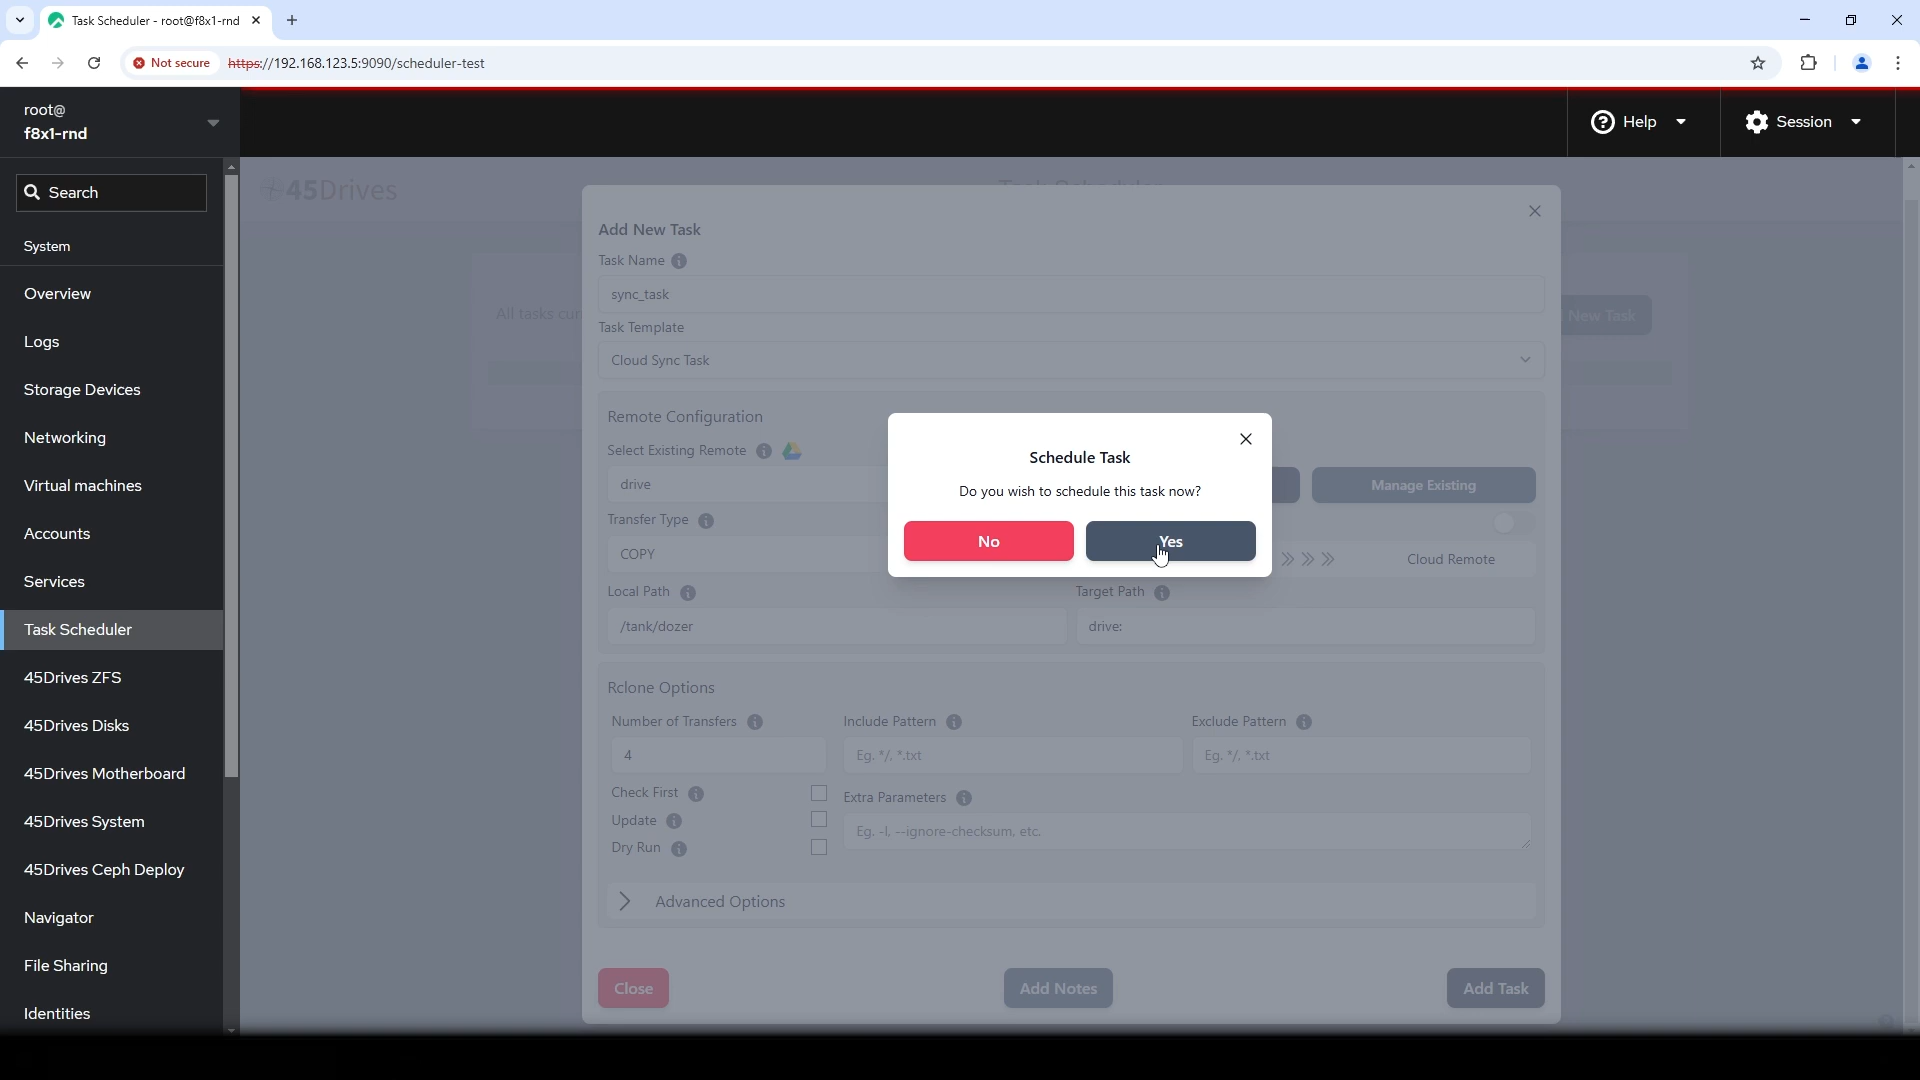 Task Scheduler - root@f8x1-rnd
Not secure
https://192.168.123.5:9090/scheduler-test
root@
f8x1-rnd
Help
Session
Search
System
Overview
Logs
Storage Devices
Networking
Virtual machines
Accounts
Services
Task Scheduler
45Drives ZFS
45Drives Disks
45Drives Motherboard
45Drives System
45Drives Ceph Deploy
Navigator
File Sharing
Identities
45Drives
Task Scheduler
All tasks cur
New Task
Add New Task
Task Name
sync_task
Task Template
Cloud Sync Task
Remote Configuration
Select Existing Remote
drive
Manage Existing
Transfer Type
COPY
Cloud Remote
Local Path
Target Path
/tank/dozer
drive:
Schedule Task
Do you wish to schedule this task now?
No
Yes
Rclone Options
Number of Transfers
Include Pattern
Exclude Pattern
4
Eg. */, *.txt
Eg. */, *.txt
Check First
Extra Parameters
Update
Eg. -l, --ignore-checksum, etc.
Dry Run
Advanced Options
Close
Add Notes
Add Task